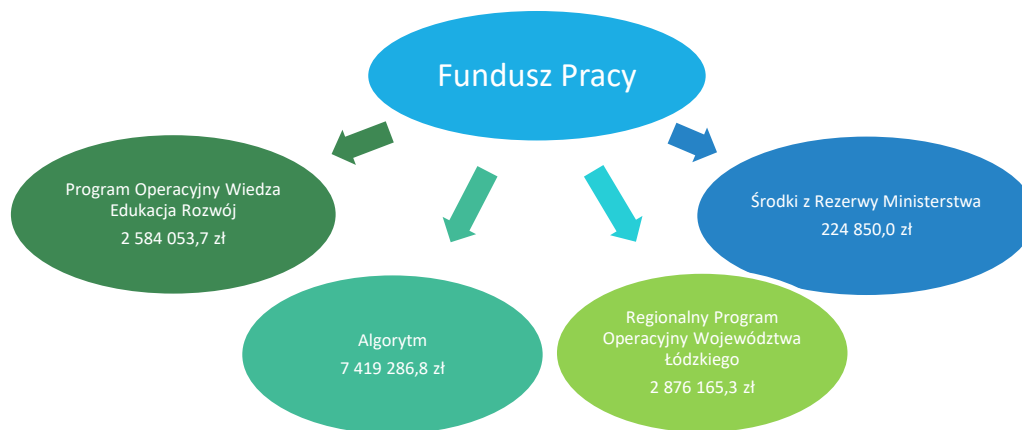 Fundusz Pracy
Program Operacyjny Wiedza
Edukacja Rozwój
2 584 053,7 zł
Algorytm
7 419 286,8 zł
Regionalny Program
Operacyjny Województwa
Łódzkiego
2 876 165,3 zł
Środki z Rezerwy Ministerstwa
224 850,0 zł